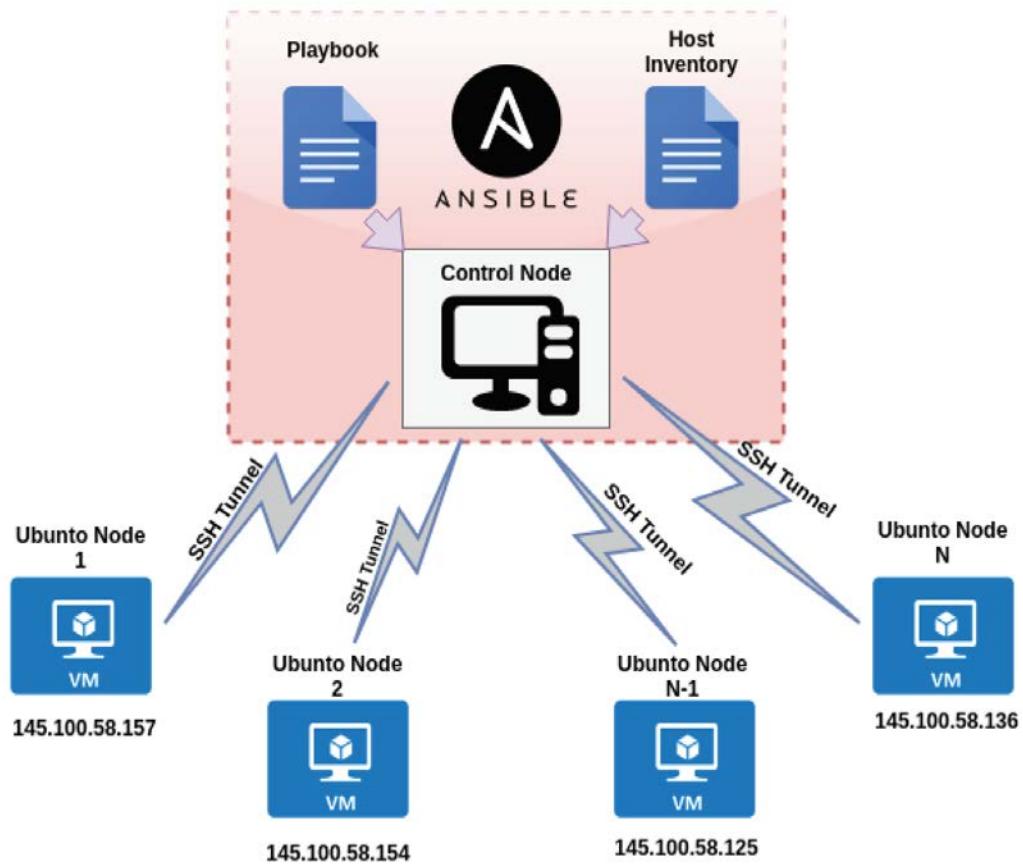 Playbook
Host
Inventory
ANSIBLE
Control Node
SSH Tunnel
SSH Tunnel
SSH Tunnel
SSH Tunnel
Ubunto Node
1
VM
145.100.58.157
Ubunto Node
2
VM
145.100.58.154
Ubunto Node
N-1
VM
145.100.58.125
Ubunto Node
N
VM
145.100.58.136